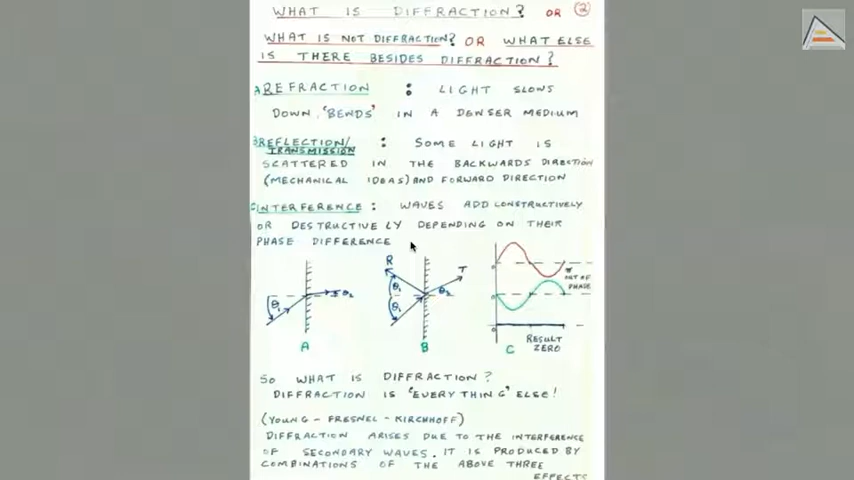 WHAT IS DIFFRACTION? OR (2)
WHAT IS NOT DIFFRACTION? OR WHAT ELSE
IS THERE BESIDES DIFFRACTION?
A) REFRACTION : LIGHT SLOWS
DOWN, 'BENDS' IN A DENSER MEDIUM
B) REFLECTION/ : SOME LIGHT IS
TRANSMISSION
SCATTERED IN THE BACKWARDS DIRECTION
(MECHANICAL IDEAS) AND FORWARD DIRECTION
C) INTERFERENCE : WAVES ADD CONSTRUCTIVELY
OR DESTRUCTIVELY DEPENDING ON THEIR
PHASE DIFFERENCE
θ₁ θ₂
A
R T
θ₁ θ₂
θ₁
B
0
π
OUT OF
PHASE
0
0
RESULT
ZERO
C
SO WHAT IS DIFFRACTION?
DIFFRACTION IS "EVERYTHING" ELSE!
(YOUNG - FRESNEL - KIRCHHOFF)
DIFFRACTION ARISES DUE TO THE INTERFERENCE
OF SECONDARY WAVES. IT IS PRODUCED BY
COMBINATIONS OF THE ABOVE THREE
EFFECTS